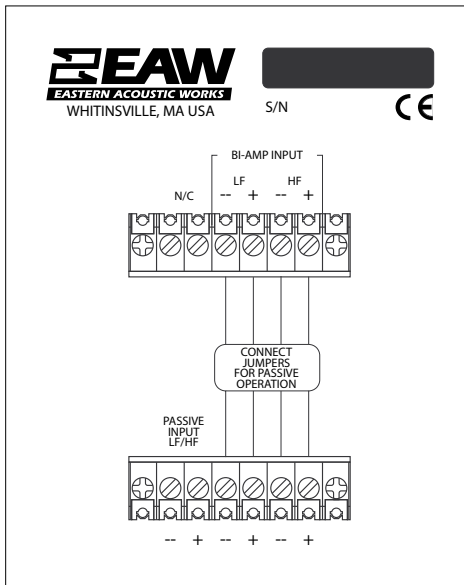 EAW
EASTERN ACOUSTIC WORKS
WHITINSVILLE, MA USA
S/N
CE
BI-AMP INPUT
LF HF
N/C -- + -- +
CONNECT
JUMPERS
FOR PASSIVE
OPERATION
PASSIVE
INPUT
LF/HF
-- + -- + -- +